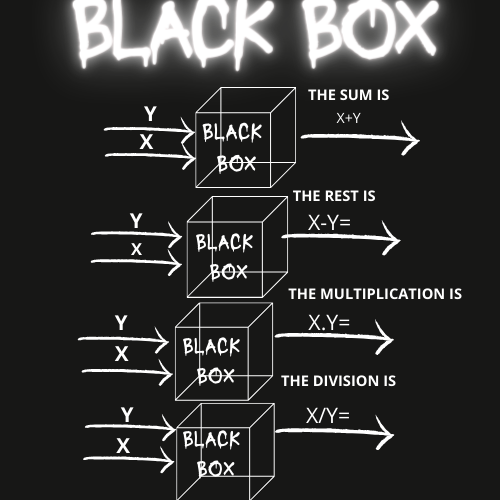 BLACK BOX
THE SUM IS
Y
X+Y
X
BLACK
BOX
THE REST IS
Y
X-Y=
X
BLACK
BOX
THE MULTIPLICATION IS
Y
X.Y=
X
BLACK
BOX
THE DIVISION IS
Y
X/Y=
X
BLACK
BOX